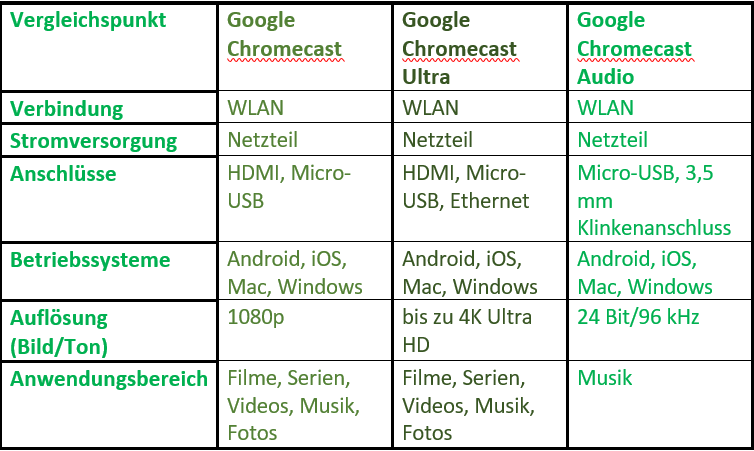 Vergleichspunkt
Google
Chromecast
Google
Chromecast
Ultra
Google
Chromecast
Audio
Verbindung
WLAN
WLAN
WLAN
Stromversorgung
Netzteil
Netzteil
Netzteil
Anschlüsse
HDMI, Micro-
USB
HDMI, Micro-
USB, Ethernet
Micro-USB, 3,5
mm
Klinkenanschluss
Betriebssysteme
Android, iOS,
Mac, Windows
Android, iOS,
Mac, Windows
Android, iOS,
Mac, Windows
Auflösung
(Bild/Ton)
1080p
bis zu 4K Ultra
HD
24 Bit/96 kHz
Anwendungsbereich
Filme, Serien,
Videos, Musik,
Fotos
Filme, Serien,
Videos, Musik,
Fotos
Musik